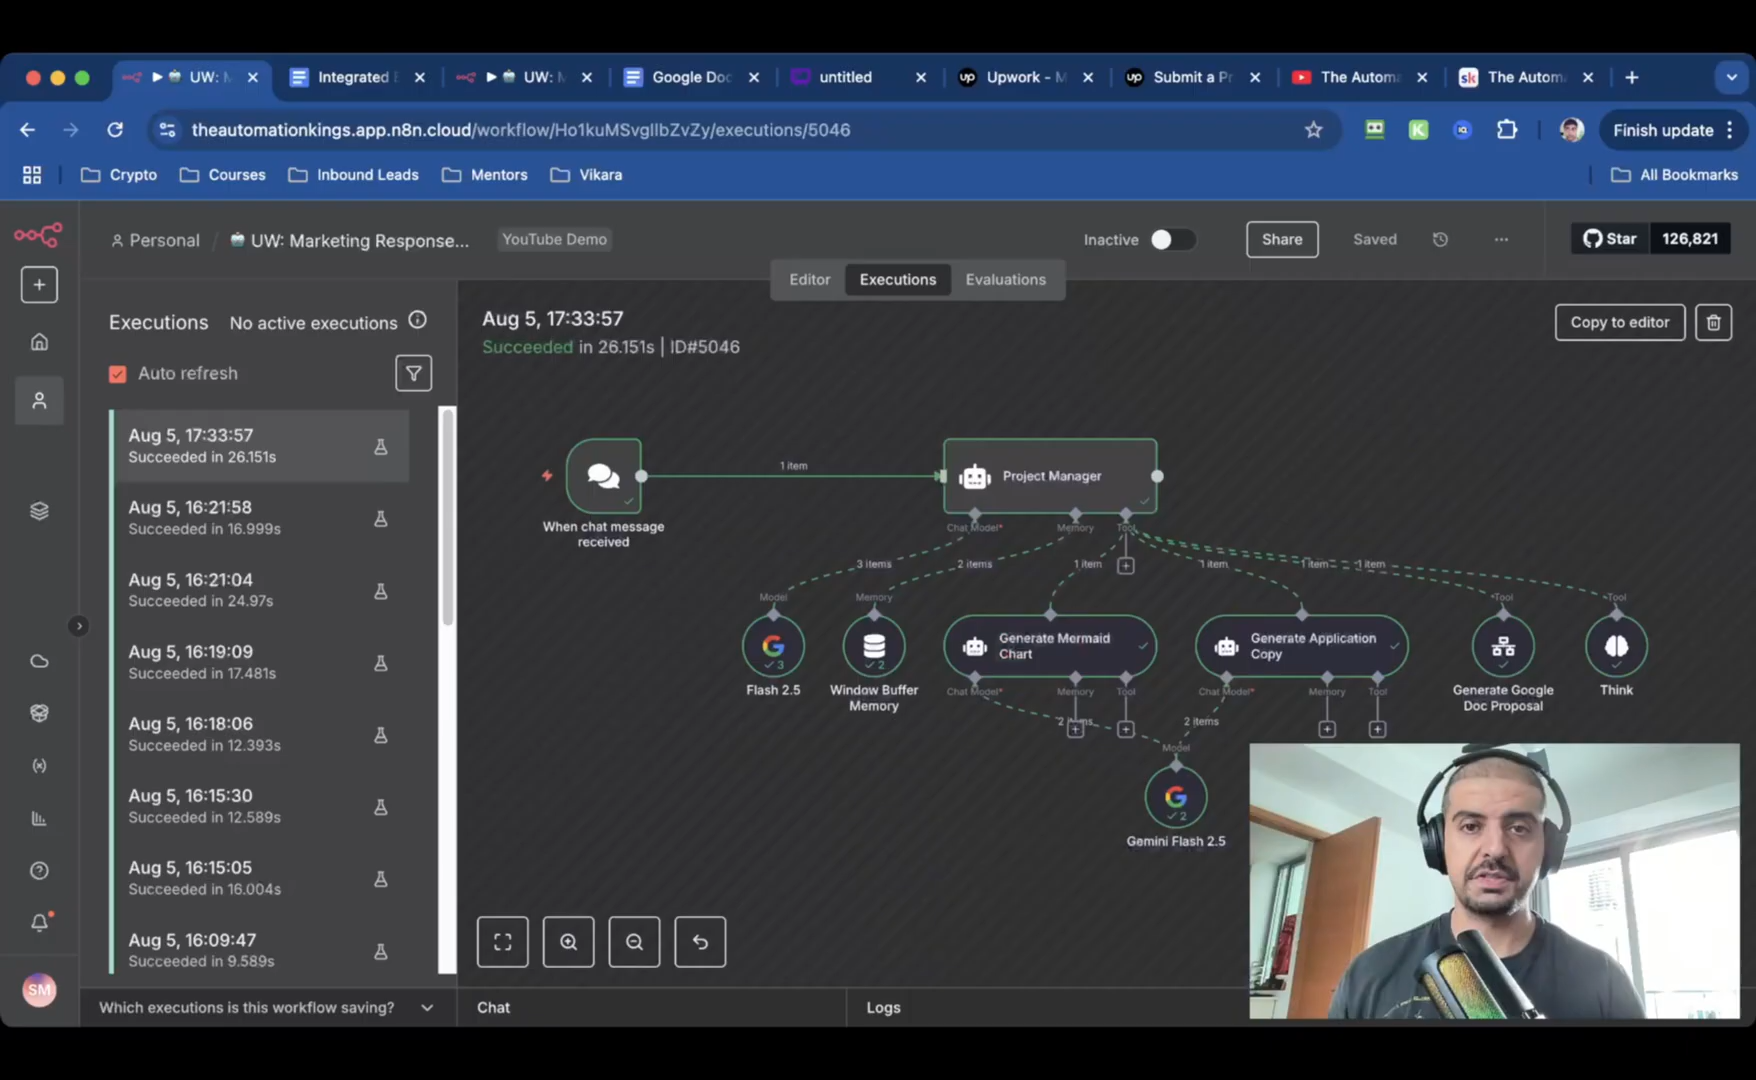 UW: M
Integrated E
UW: M
Google Doc
untitled
Upwork - M
Submit a Pr
The Autom
The Autom
theautomationkings.app.n8n.cloud/workflow/Ho1kuMSvgllbZvZy/executions/5046
Finish update
Crypto
Courses
Inbound Leads
Mentors
Vikara
All Bookmarks
Personal / UW: Marketing Response...
YouTube Demo
Inactive
Share
Saved
Star
126,821
Editor
Executions
Evaluations
Executions
No active executions
Auto refresh
Aug 5, 17:33:57
Succeeded in 26.151s
Aug 5, 16:21:58
Succeeded in 16.999s
Aug 5, 16:21:04
Succeeded in 24.97s
Aug 5, 16:19:09
Succeeded in 17.481s
Aug 5, 16:18:06
Succeeded in 12.393s
Aug 5, 16:15:30
Succeeded in 12.589s
Aug 5, 16:15:05
Succeeded in 16.004s
Aug 5, 16:09:47
Succeeded in 9.589s
SM
Which executions is this workflow saving?
Aug 5, 17:33:57
Succeeded in 26.151s | ID#5046
Copy to editor
When chat message
received
1 item
Project Manager
Chat Model*
Memory
Tool
3 items
2 items
1 item
1 item
1 item
1 item
Model
Memory
Tool
Tool
3
Flash 2.5
2
Window Buffer
Memory
Generate Mermaid
Chart
Generate Application
Copy
Generate Google
Doc Proposal
Think
Chat Model*
Memory
Tool
Chat Model*
Memory
Tool
2 items
2 items
Model
2
Gemini Flash 2.5
Chat
Logs